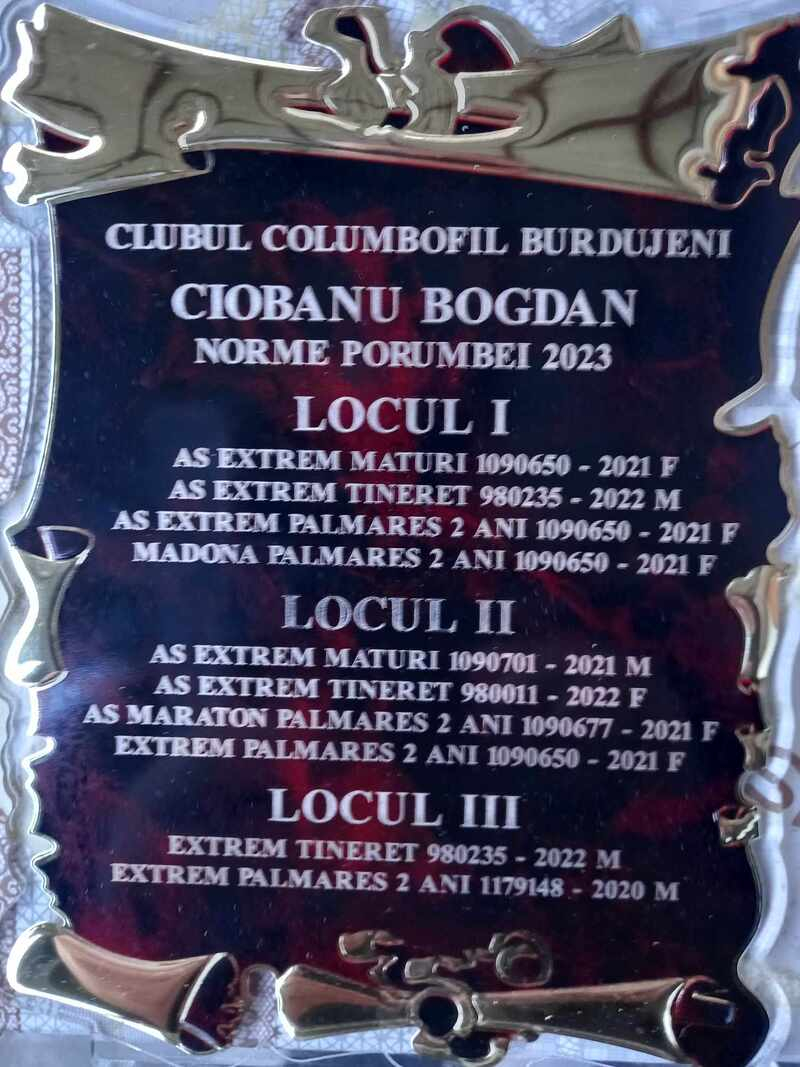 CLUBUL COLUMBOFIL BURDUJENI
CIOBANU BOGDAN
NORME PORUMBEI 2023
LOCUL I
AS EXTREM MATURI 1090650 - 2021 F
AS EXTREM TINERET 980235 - 2022 M
AS EXTREM PALMARES 2 ANI 1090650 - 2021 F
MADONA PALMARES 2 ANI 1090650 - 2021 F
LOCUL II
AS EXTREM MATURI 1090701 - 2021 M
AS EXTREM TINERET 980011 - 2022 F
AS MARATON PALMARES 2 ANI 1090677 - 2021 F
EXTREM PALMARES 2 ANI 1090650 - 2021 F
LOCUL III
EXTREM TINERET 980235 - 2022 M
EXTREM PALMARES 2 ANI 1179148 - 2020 M